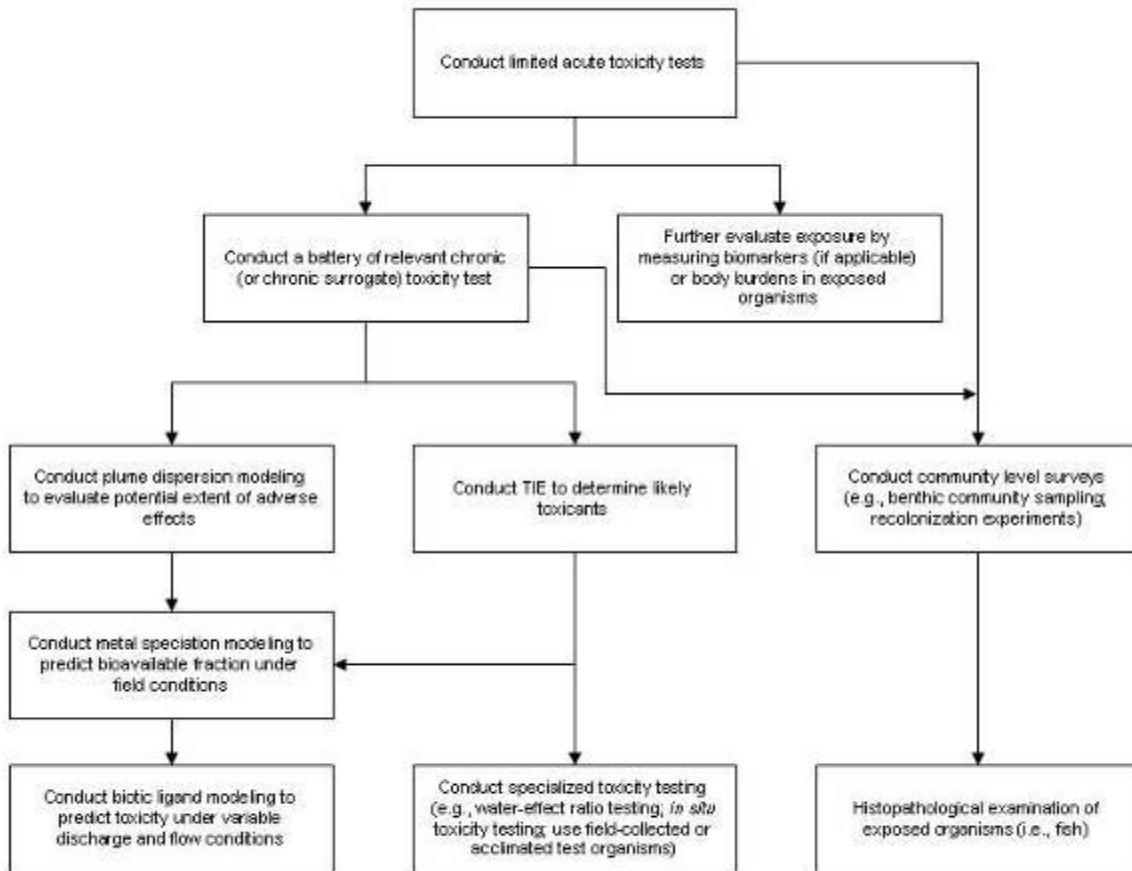 Conduct limited acute toxicity tests
Conduct a battery of relevant chronic
(or chronic surrogate) toxicity test
Further evaluate exposure by
measuring biomarkers (if applicable)
or body burdens in exposed
organisms
Conduct plume dispersion modeling
to evaluate potential extent of adverse
effects
Conduct TIE to determine likely
toxicants
Conduct community level surveys
(e.g., benthic community sampling;
recolonization experiments)
Conduct metal speciation modeling to
predict bioavailable fraction under
field conditions
Conduct biotic ligand modeling to
predict toxicity under variable
discharge and flow conditions
Conduct specialized toxicity testing
(e.g., water-effect ratio testing; in situ
toxicity testing; use field-collected or
acclimated test organisms)
Histopathological examination of
exposed organisms (i.e., fish)